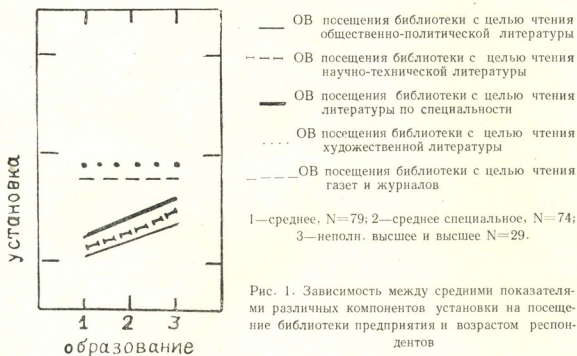 установка
1 2 3
образование
ОВ посещения библиотеки с целью чтения
общественно-политической литературы
ОВ посещения библиотеки с целью чтения
научно-технической литературы
ОВ посещения библиотеки с целью чтения
литературы по специальности
ОВ посещения библиотеки с целью чтения
художественной литературы
ОВ посещения библиотеки с целью чтения
газет и журналов
1—среднее, N=79; 2—среднее специальное, N=74;
3—неполн. высшее и высшее N=29.
Рис. 1. Зависимость между средними показателя-
ми различных компонентов установки на посеще-
ние библиотеки предприятия и возрастом респон-
дентов